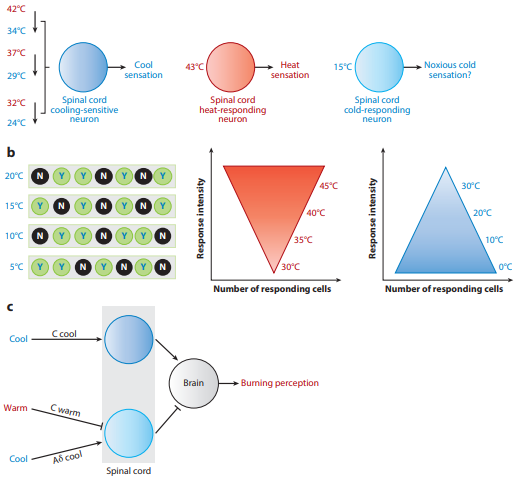 42°C
34°C
37°C
29°C
32°C
24°C
Cool
sensation
Spinal cord
cooling-sensitive
neuron
43°C
Heat
sensation
Spinal cord
heat-responding
neuron
15°C
Noxious cold
sensation?
Spinal cord
cold-responding
neuron
b
20°C N Y Y N Y N Y
15°C Y N Y N Y N Y
10°C N Y Y N Y Y N
5°C Y Y N Y N Y N
Response intensity
45°C
40°C
35°C
30°C
Number of responding cells
Response intensity
30°C
20°C
10°C
0°C
Number of responding cells
c
Cool
C cool
Warm
C warm
Cool
Aδ cool
Spinal cord
Brain
Burning perception